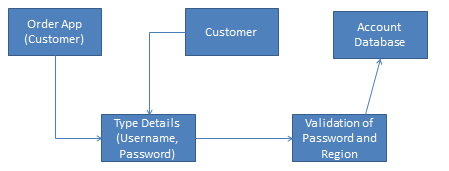 Order App
(Customer)
Customer
Account
Database
Type Details
(Username,
Password)
Validation of
Password and
Region